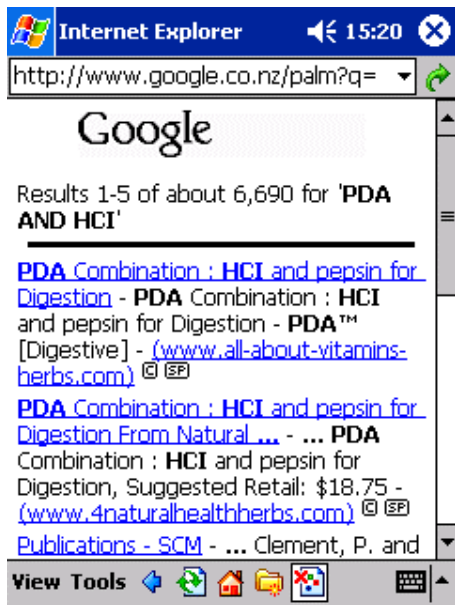 Internet Explorer 15:20
http://www.google.co.nz/palm?q=
Google
Results 1-5 of about 6,690 for 'PDA
AND HCI'
PDA Combination : HCI and pepsin for
Digestion - PDA Combination : HCI
and pepsin for Digestion - PDA™
[Digestive] - (www.all-about-vitamins-
herbs.com) © SP
PDA Combination : HCI and pepsin for
Digestion From Natural ... - ... PDA
Combination : HCI and pepsin for
Digestion, Suggested Retail: $18.75 -
(www.4naturalhealthherbs.com) © SP
Publications - SCM - ... Clement, P. and
View Tools